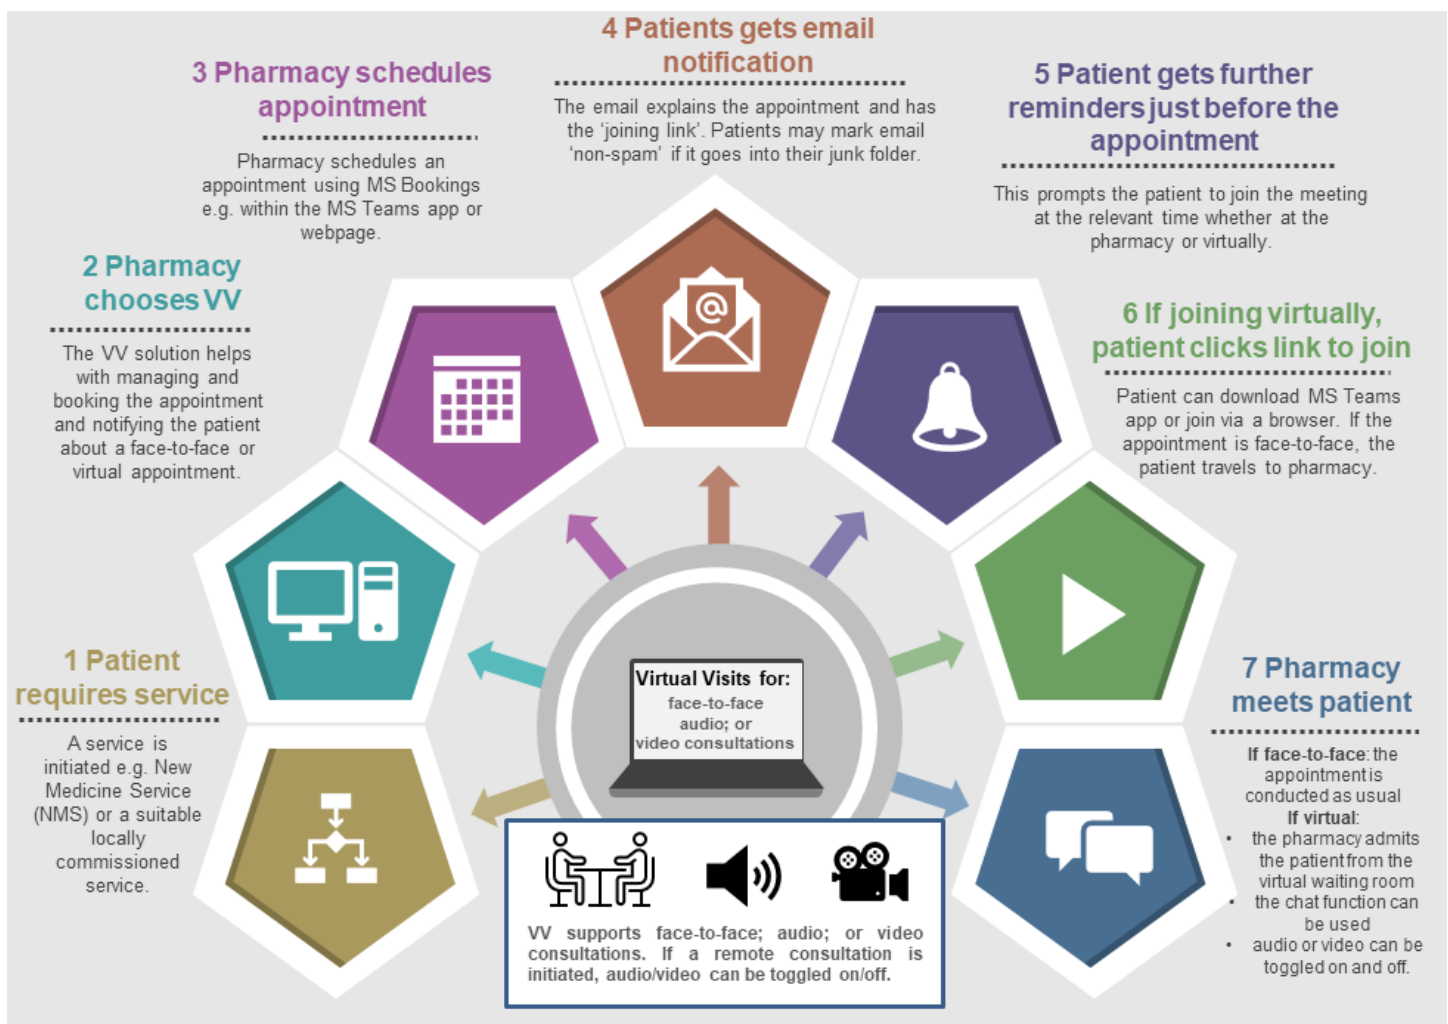 1 Patient
requires service
A service is
initiated e.g. New
Medicine Service
(NMS) or a suitable
locally
commissioned
service.
2 Pharmacy
chooses VV
The VV solution helps
with managing and
booking the appointment
and notifying the patient
about a face-to-face or
virtual appointment.
3 Pharmacy schedules
appointment
Pharmacy schedules an
appointment using MS Bookings
e.g. within the MS Teams app or
webpage.
4 Patients gets email
notification
The email explains the appointment and has
the ‘joining link’. Patients may mark email
‘non-spam’ if it goes into their junk folder.
@
5 Patient gets further
reminders just before the
appointment
This prompts the patient to join the meeting
at the relevant time whether at the
pharmacy or virtually.
6 If joining virtually,
patient clicks link to join
Patient can download MS Teams
app or join via a browser. If the
appointment is face-to-face, the
patient travels to pharmacy.
7 Pharmacy
meets patient
If face-to-face: the
appointment is
conducted as usual
If virtual:
• the pharmacy admits
the patient from the
virtual waiting room
• the chat function can
be used
• audio or video can be
toggled on and off.
Virtual Visits for:
face-to-face
audio; or
video consultations
VV supports face-to-face; audio; or video
consultations. If a remote consultation is
initiated, audio/video can be toggled on/off.